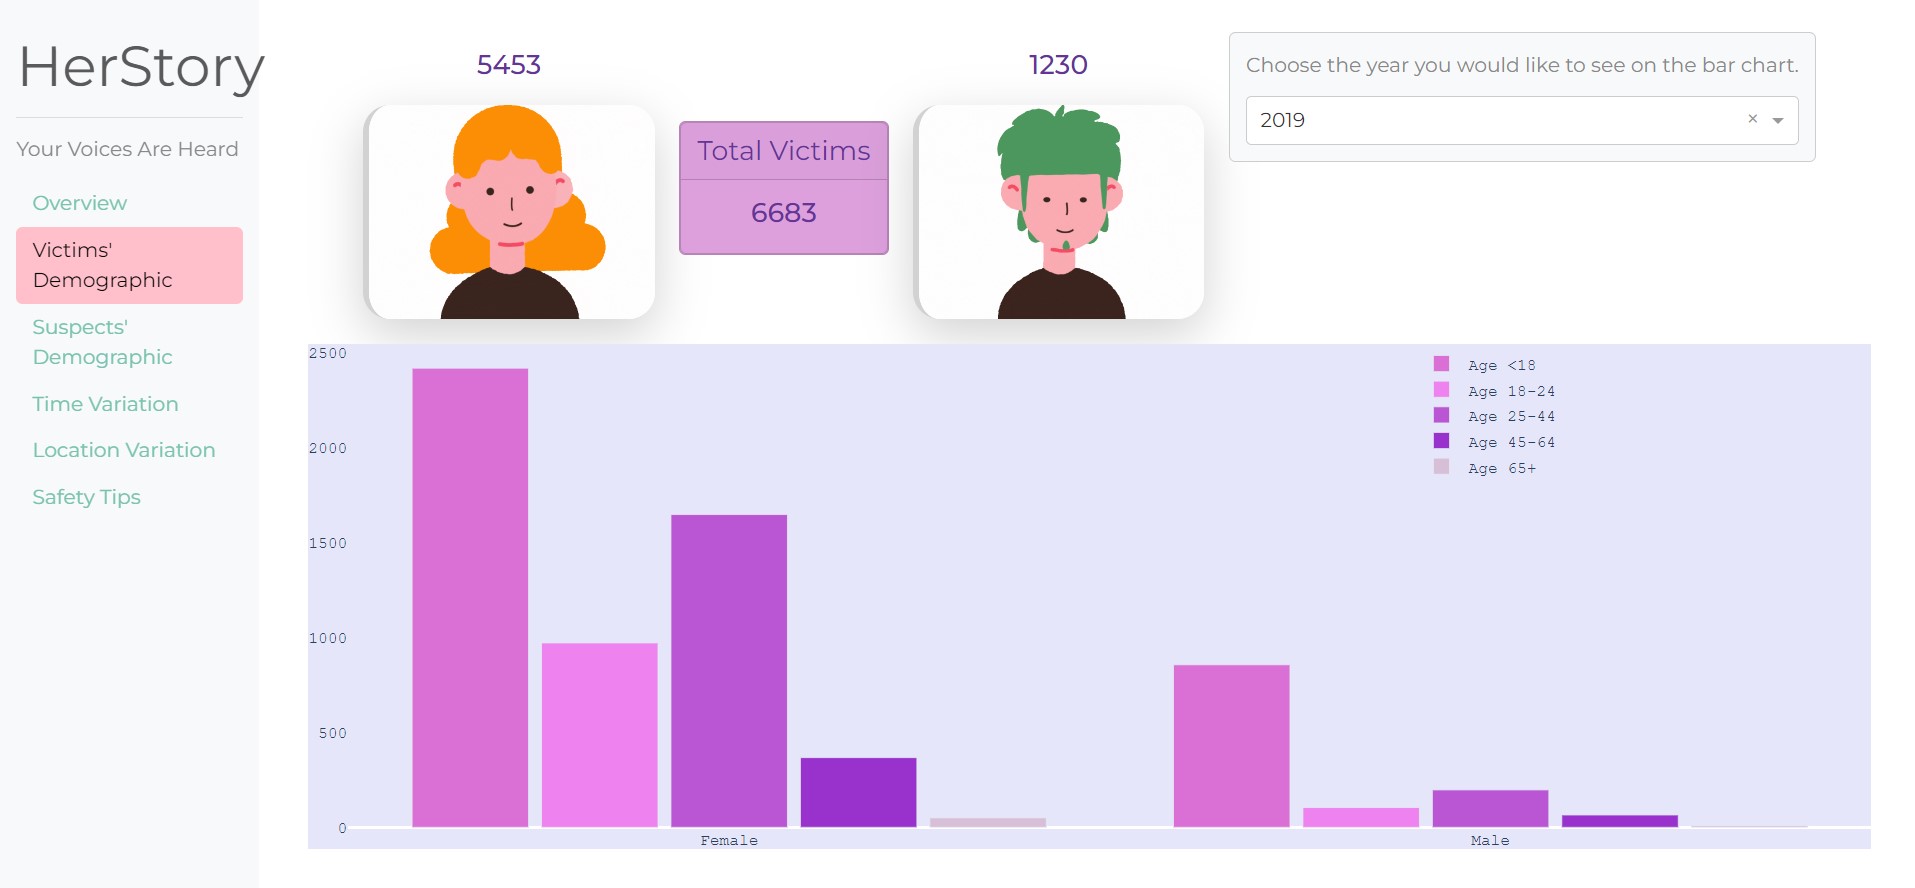 HerStory
Your Voices Are Heard
Overview
Victims'
Demographic
Suspects'
Demographic
Time Variation
Location Variation
Safety Tips
5453
Total Victims
6683
1230
Choose the year you would like to see on the bar chart.
2019
×
2500
2000
1500
1000
500
0
Female
Male
Age <18
Age 18-24
Age 25-44
Age 45-64
Age 65+